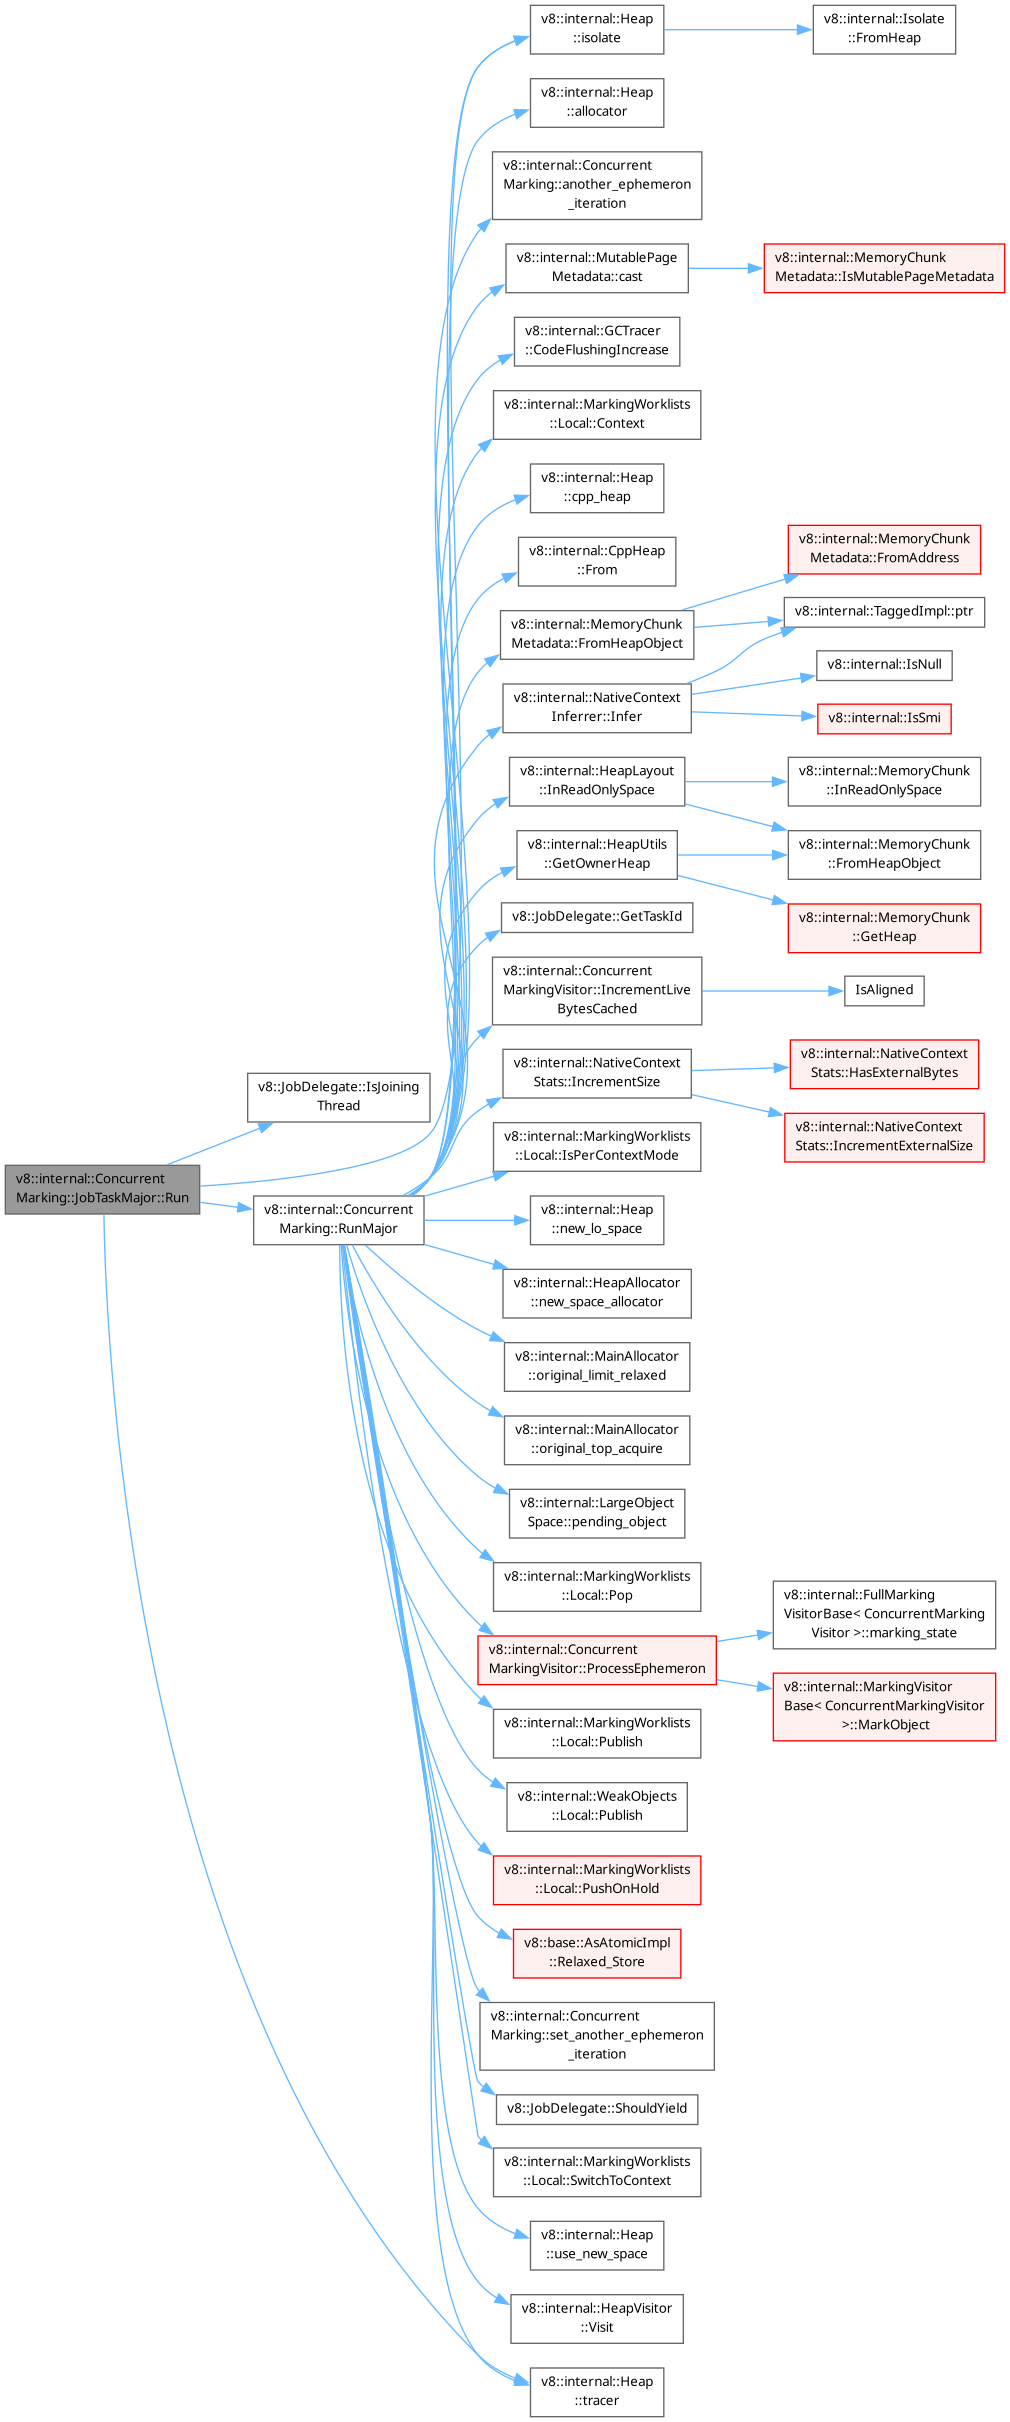 v8::internal::Heap
::isolate
v8::internal::Isolate
::FromHeap
v8::internal::Heap
::allocator
v8::internal::Concurrent
Marking::another_ephemeron
_iteration
v8::internal::MutablePage
Metadata::cast
v8::internal::MemoryChunk
Metadata::IsMutablePageMetadata
v8::internal::GCTracer
::CodeFlushingIncrease
v8::internal::MarkingWorklists
::Local::Context
v8::internal::Heap
::cpp_heap
v8::internal::CppHeap
::From
v8::internal::MemoryChunk
Metadata::FromAddress
v8::internal::TaggedImpl::ptr
v8::internal::MemoryChunk
Metadata::FromHeapObject
v8::internal::IsNull
v8::internal::NativeContext
Inferrer::Infer
v8::internal::IsSmi
v8::internal::HeapLayout
::InReadOnlySpace
v8::internal::MemoryChunk
::InReadOnlySpace
v8::internal::HeapUtils
::GetOwnerHeap
v8::internal::MemoryChunk
::FromHeapObject
v8::JobDelegate::GetTaskId
v8::internal::MemoryChunk
::GetHeap
v8::internal::Concurrent
MarkingVisitor::IncrementLive
BytesCached
IsAligned
v8::internal::NativeContext
Stats::IncrementSize
v8::internal::NativeContext
Stats::HasExternalBytes
v8::JobDelegate::IsJoining
Thread
v8::internal::NativeContext
Stats::IncrementExternalSize
v8::internal::MarkingWorklists
::Local::IsPerContextMode
v8::internal::Concurrent
Marking::JobTaskMajor::Run
v8::internal::Concurrent
Marking::RunMajor
v8::internal::Heap
::new_lo_space
v8::internal::HeapAllocator
::new_space_allocator
v8::internal::MainAllocator
::original_limit_relaxed
v8::internal::MainAllocator
::original_top_acquire
v8::internal::LargeObject
Space::pending_object
v8::internal::MarkingWorklists
::Local::Pop
v8::internal::Concurrent
MarkingVisitor::ProcessEphemeron
v8::internal::FullMarking
VisitorBase< ConcurrentMarking
Visitor >::marking_state
v8::internal::MarkingVisitor
Base< ConcurrentMarkingVisitor
>::MarkObject
v8::internal::MarkingWorklists
::Local::Publish
v8::internal::WeakObjects
::Local::Publish
v8::internal::MarkingWorklists
::Local::PushOnHold
v8::base::AsAtomicImpl
::Relaxed_Store
v8::internal::Concurrent
Marking::set_another_ephemeron
_iteration
v8::JobDelegate::ShouldYield
v8::internal::MarkingWorklists
::Local::SwitchToContext
v8::internal::Heap
::use_new_space
v8::internal::HeapVisitor
::Visit
v8::internal::Heap
::tracer